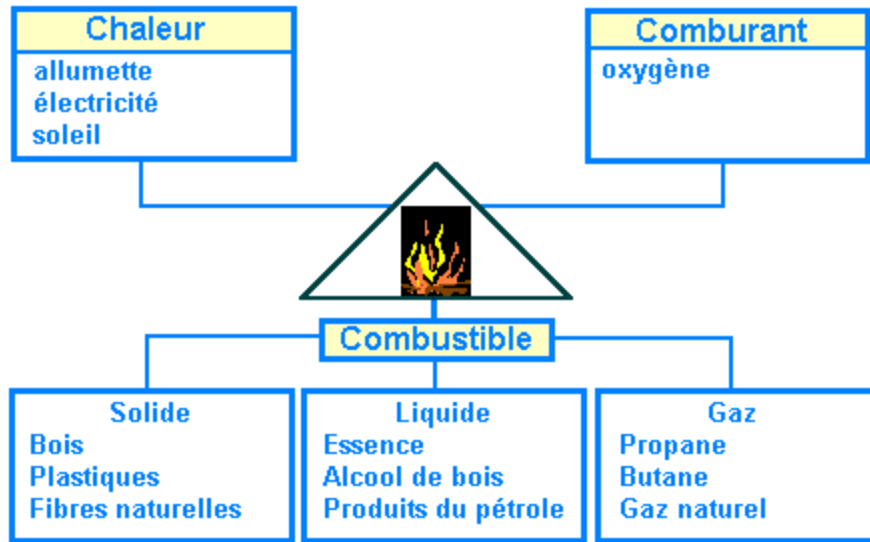 Chaleur
allumette
électricité
soleil
Comburant
oxygène
Combustible
Solide
Bois
Plastiques
Fibres naturelles
Liquide
Essence
Alcool de bois
Produits du pétrole
Gaz
Propane
Butane
Gaz naturel